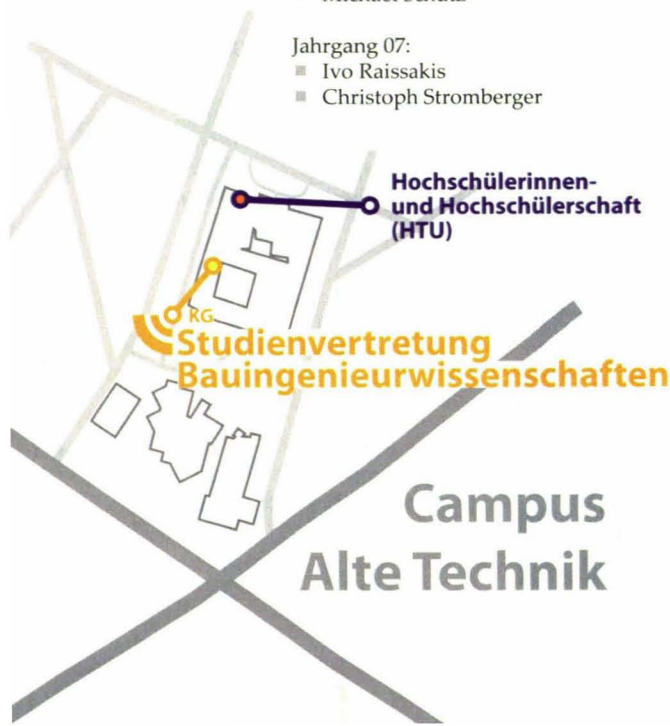 Jahrgang 07:
Ivo Raissakis
Christoph Stromberger
Hochschülerinnen-
und Hochschülerschaft
(HTU)
RG
Studienvertretung
Bauingenieurwissenschaften
Campus
Alte Technik